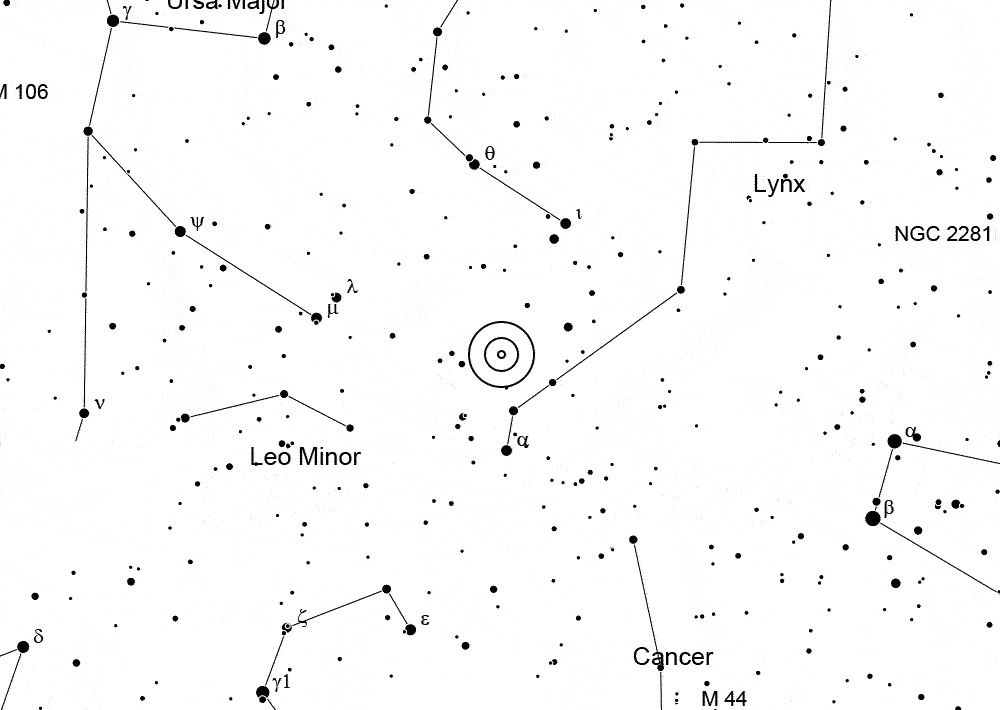 Ursa Major
γ
β
M 106
θ
Lynx
ψ
ι
NGC 2281
λ
μ
ν
α
α
Leo Minor
β
ζ
ε
δ
Cancer
γ1
M 44